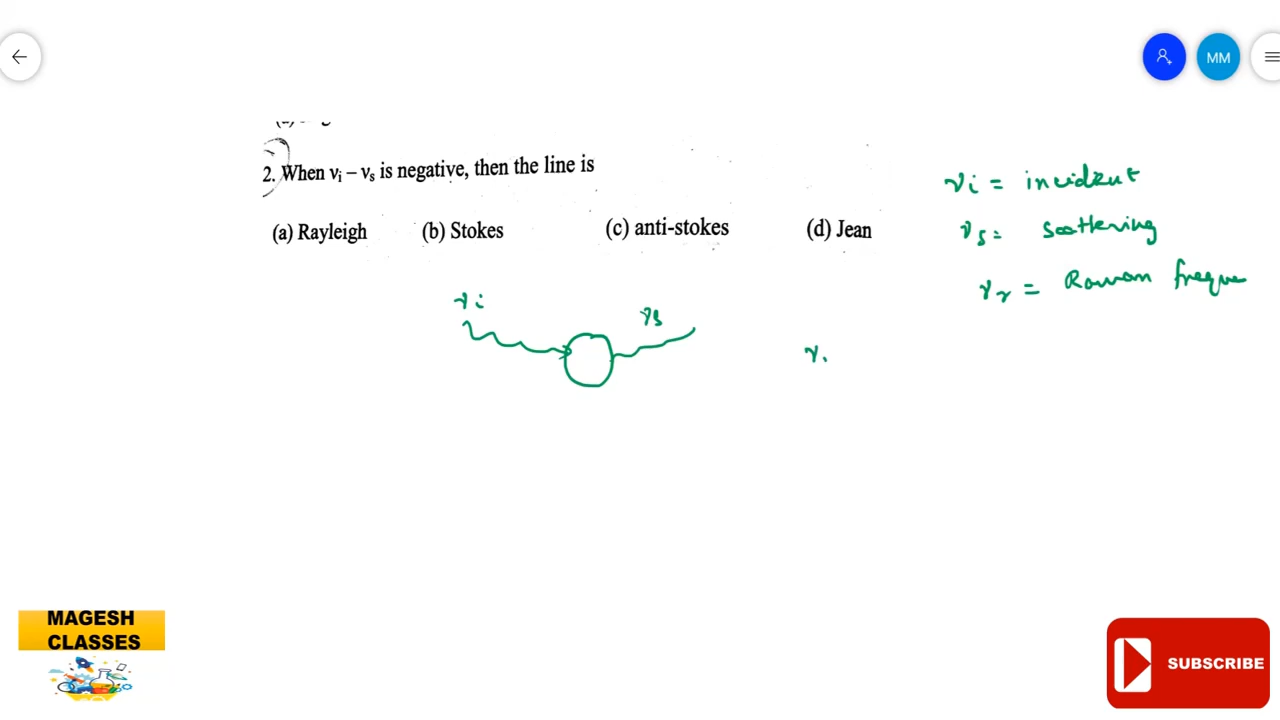 MM
2. When νi – νs is negative, then the line is
(a) Rayleigh (b) Stokes (c) anti-stokes (d) Jean
νi = incident
νs = scattering
νr = Raman freque
νi
νs
ν
MAGESH
CLASSES
SUBSCRIBE